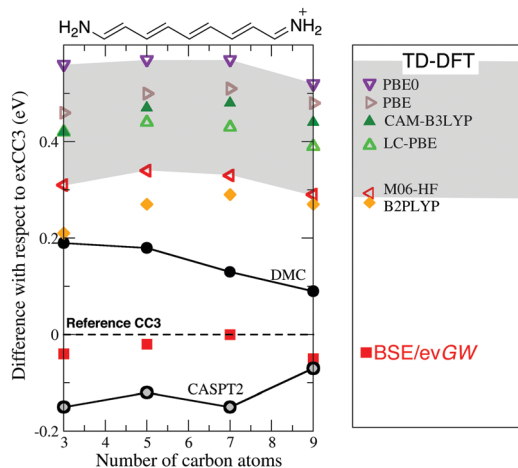 H₂N
+
NH₂
Difference with respect to exCC3 (eV)
0.4
0.2
0
-0.2
DMC
Reference CC3
CASPT2
3 4 5 6 7 8 9
Number of carbon atoms
TD-DFT
PBE0
PBE
CAM-B3LYP
LC-PBE
M06-HF
B2PLYP
BSE/evGW